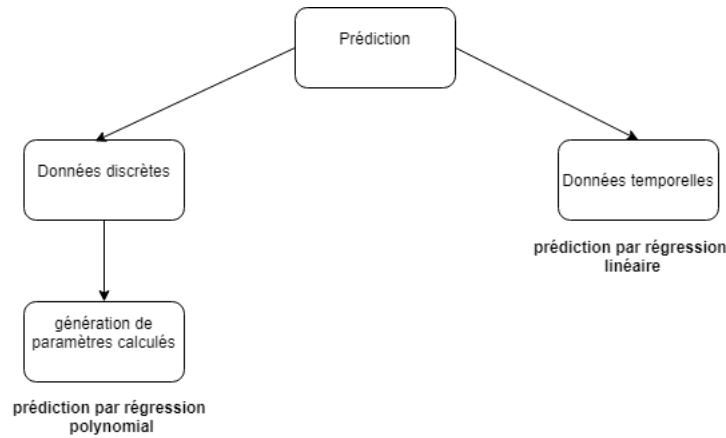 Prédiction
Données discrètes
Données temporelles
prédiction par régression
linéaire
génération de
paramètres calculés
prédiction par régression
polynomial